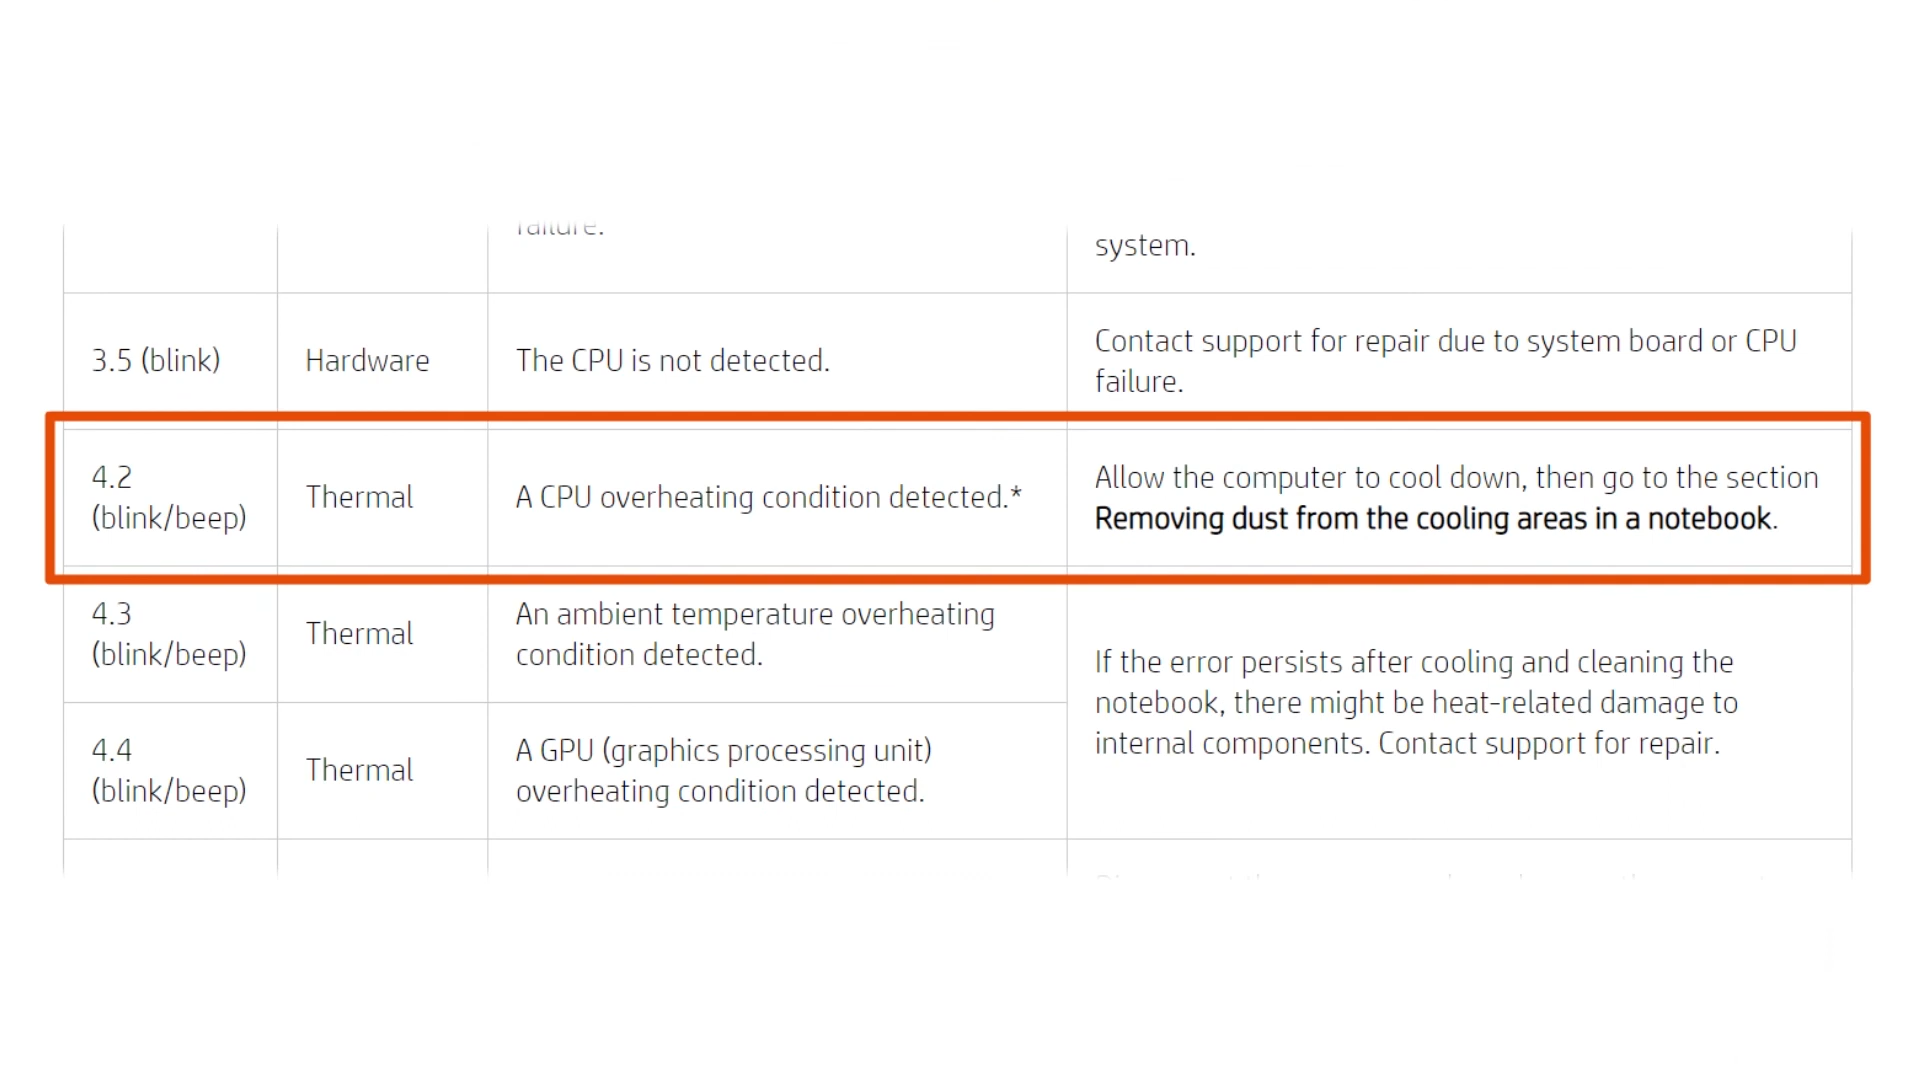 failure.
system.
3.5 (blink)
Hardware
The CPU is not detected.
Contact support for repair due to system board or CPU
failure.
4.2
(blink/beep)
Thermal
A CPU overheating condition detected.*
Allow the computer to cool down, then go to the section
Removing dust from the cooling areas in a notebook.
4.3
(blink/beep)
Thermal
An ambient temperature overheating
condition detected.
If the error persists after cooling and cleaning the
notebook, there might be heat-related damage to
internal components. Contact support for repair.
4.4
(blink/beep)
Thermal
A GPU (graphics processing unit)
overheating condition detected.